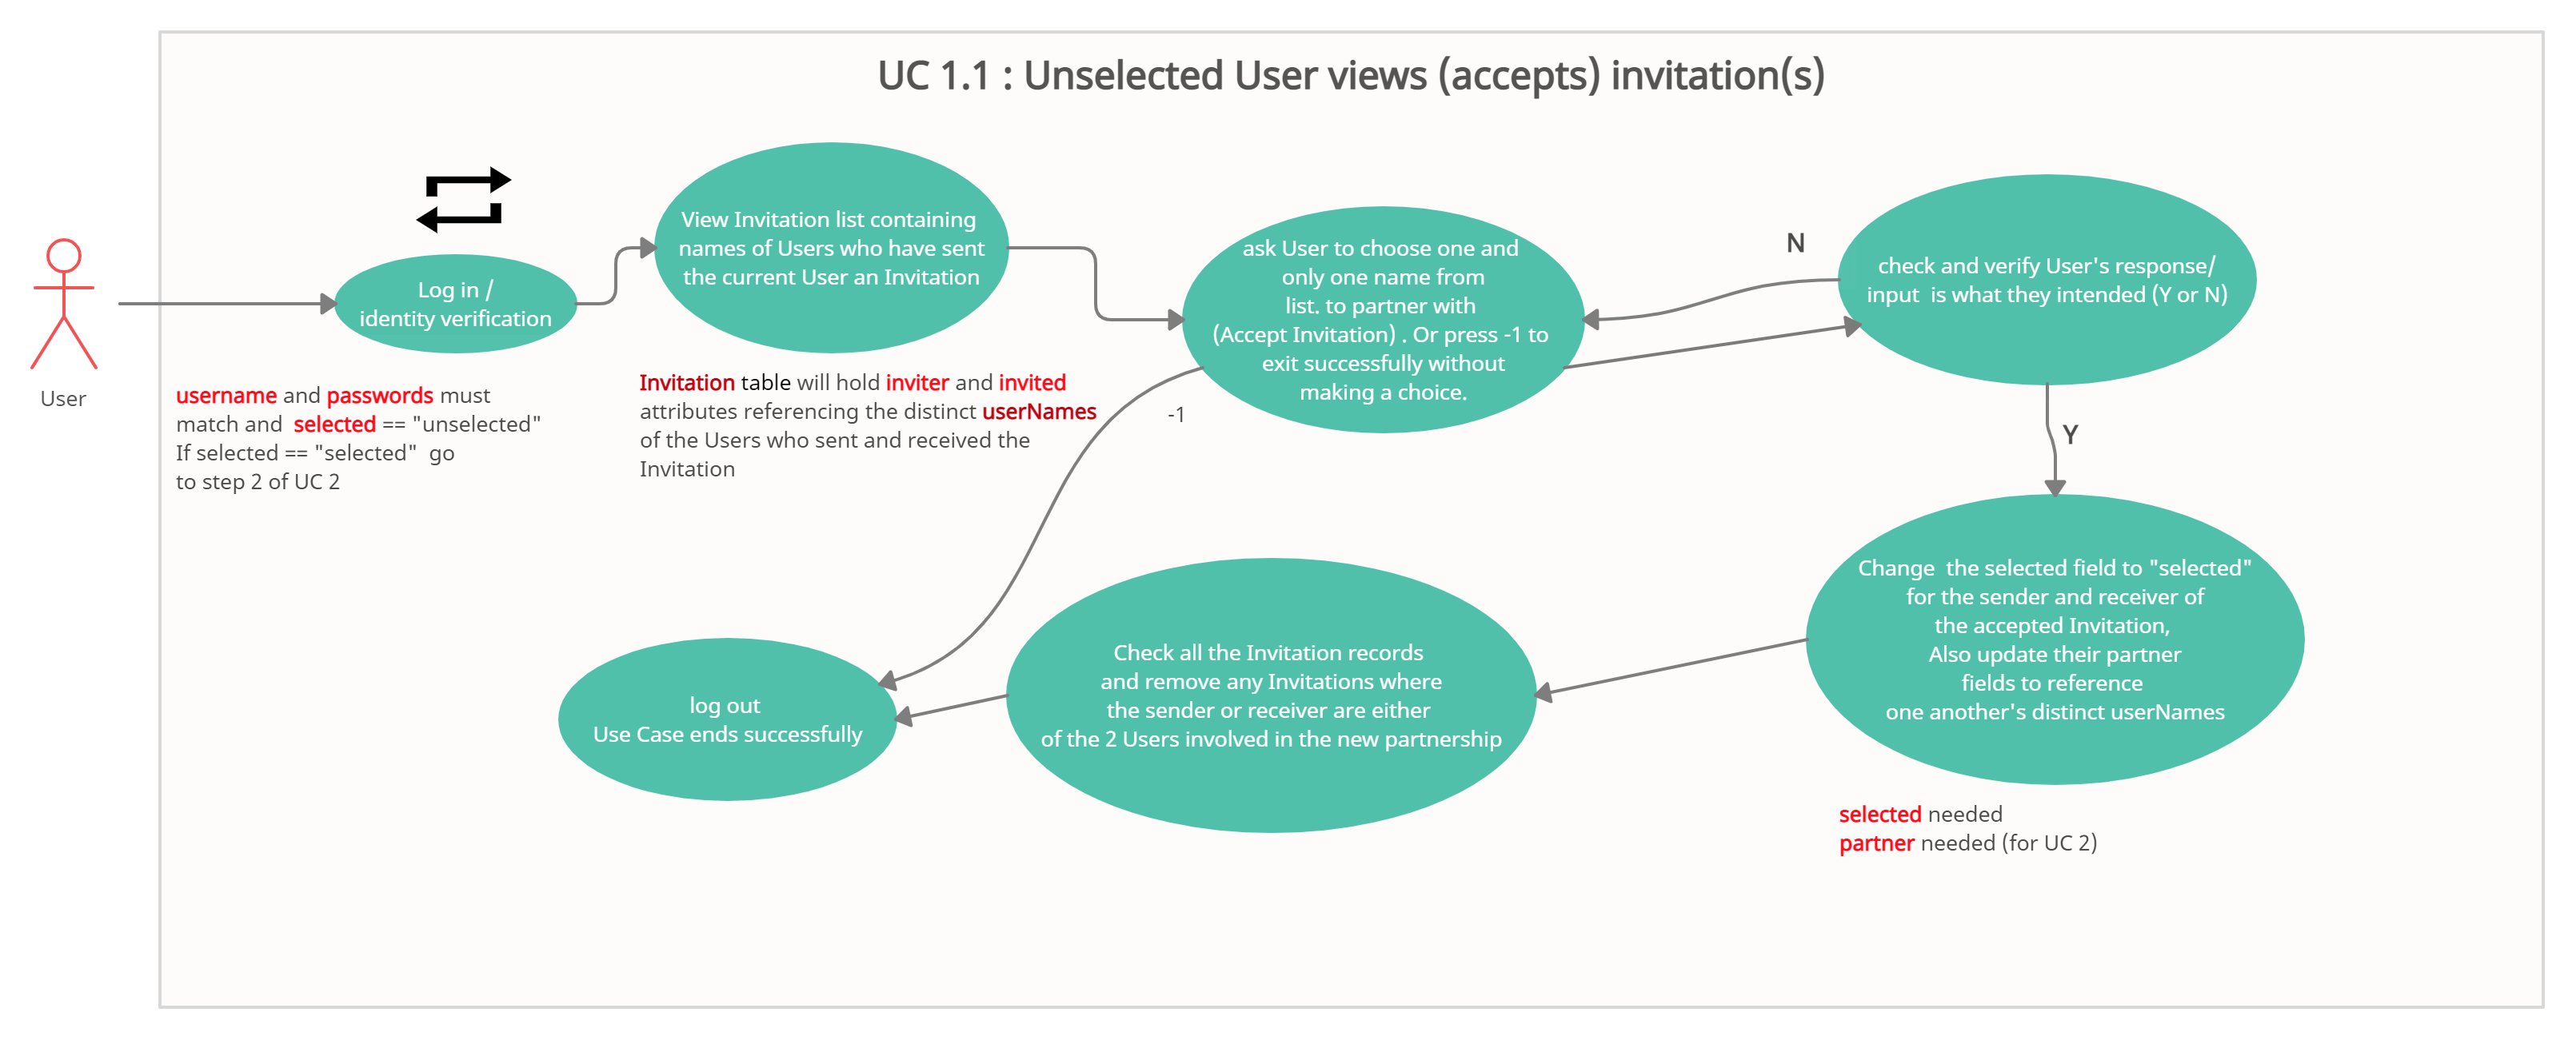 UC 1.1 : Unselected User views (accepts) invitation(s)
User
Log in /
identity verification
username and passwords must
match and selected == "unselected"
If selected == "selected" go
to step 2 of UC 2
View Invitation list containing
names of Users who have sent
the current User an Invitation
Invitation table will hold inviter and invited
attributes referencing the distinct userNames
of the Users who sent and received the
Invitation
ask User to choose one and
only one name from
list. to partner with
(Accept Invitation) . Or press -1 to
exit successfully without
making a choice.
-1
N
check and verify User's response/
input is what they intended (Y or N)
Y
Change the selected field to "selected"
for the sender and receiver of
the accepted Invitation,
Also update their partner
fields to reference
one another's distinct userNames
selected needed
partner needed (for UC 2)
Check all the Invitation records
and remove any Invitations where
the sender or receiver are either
of the 2 Users involved in the new partnership
log out
Use Case ends successfully